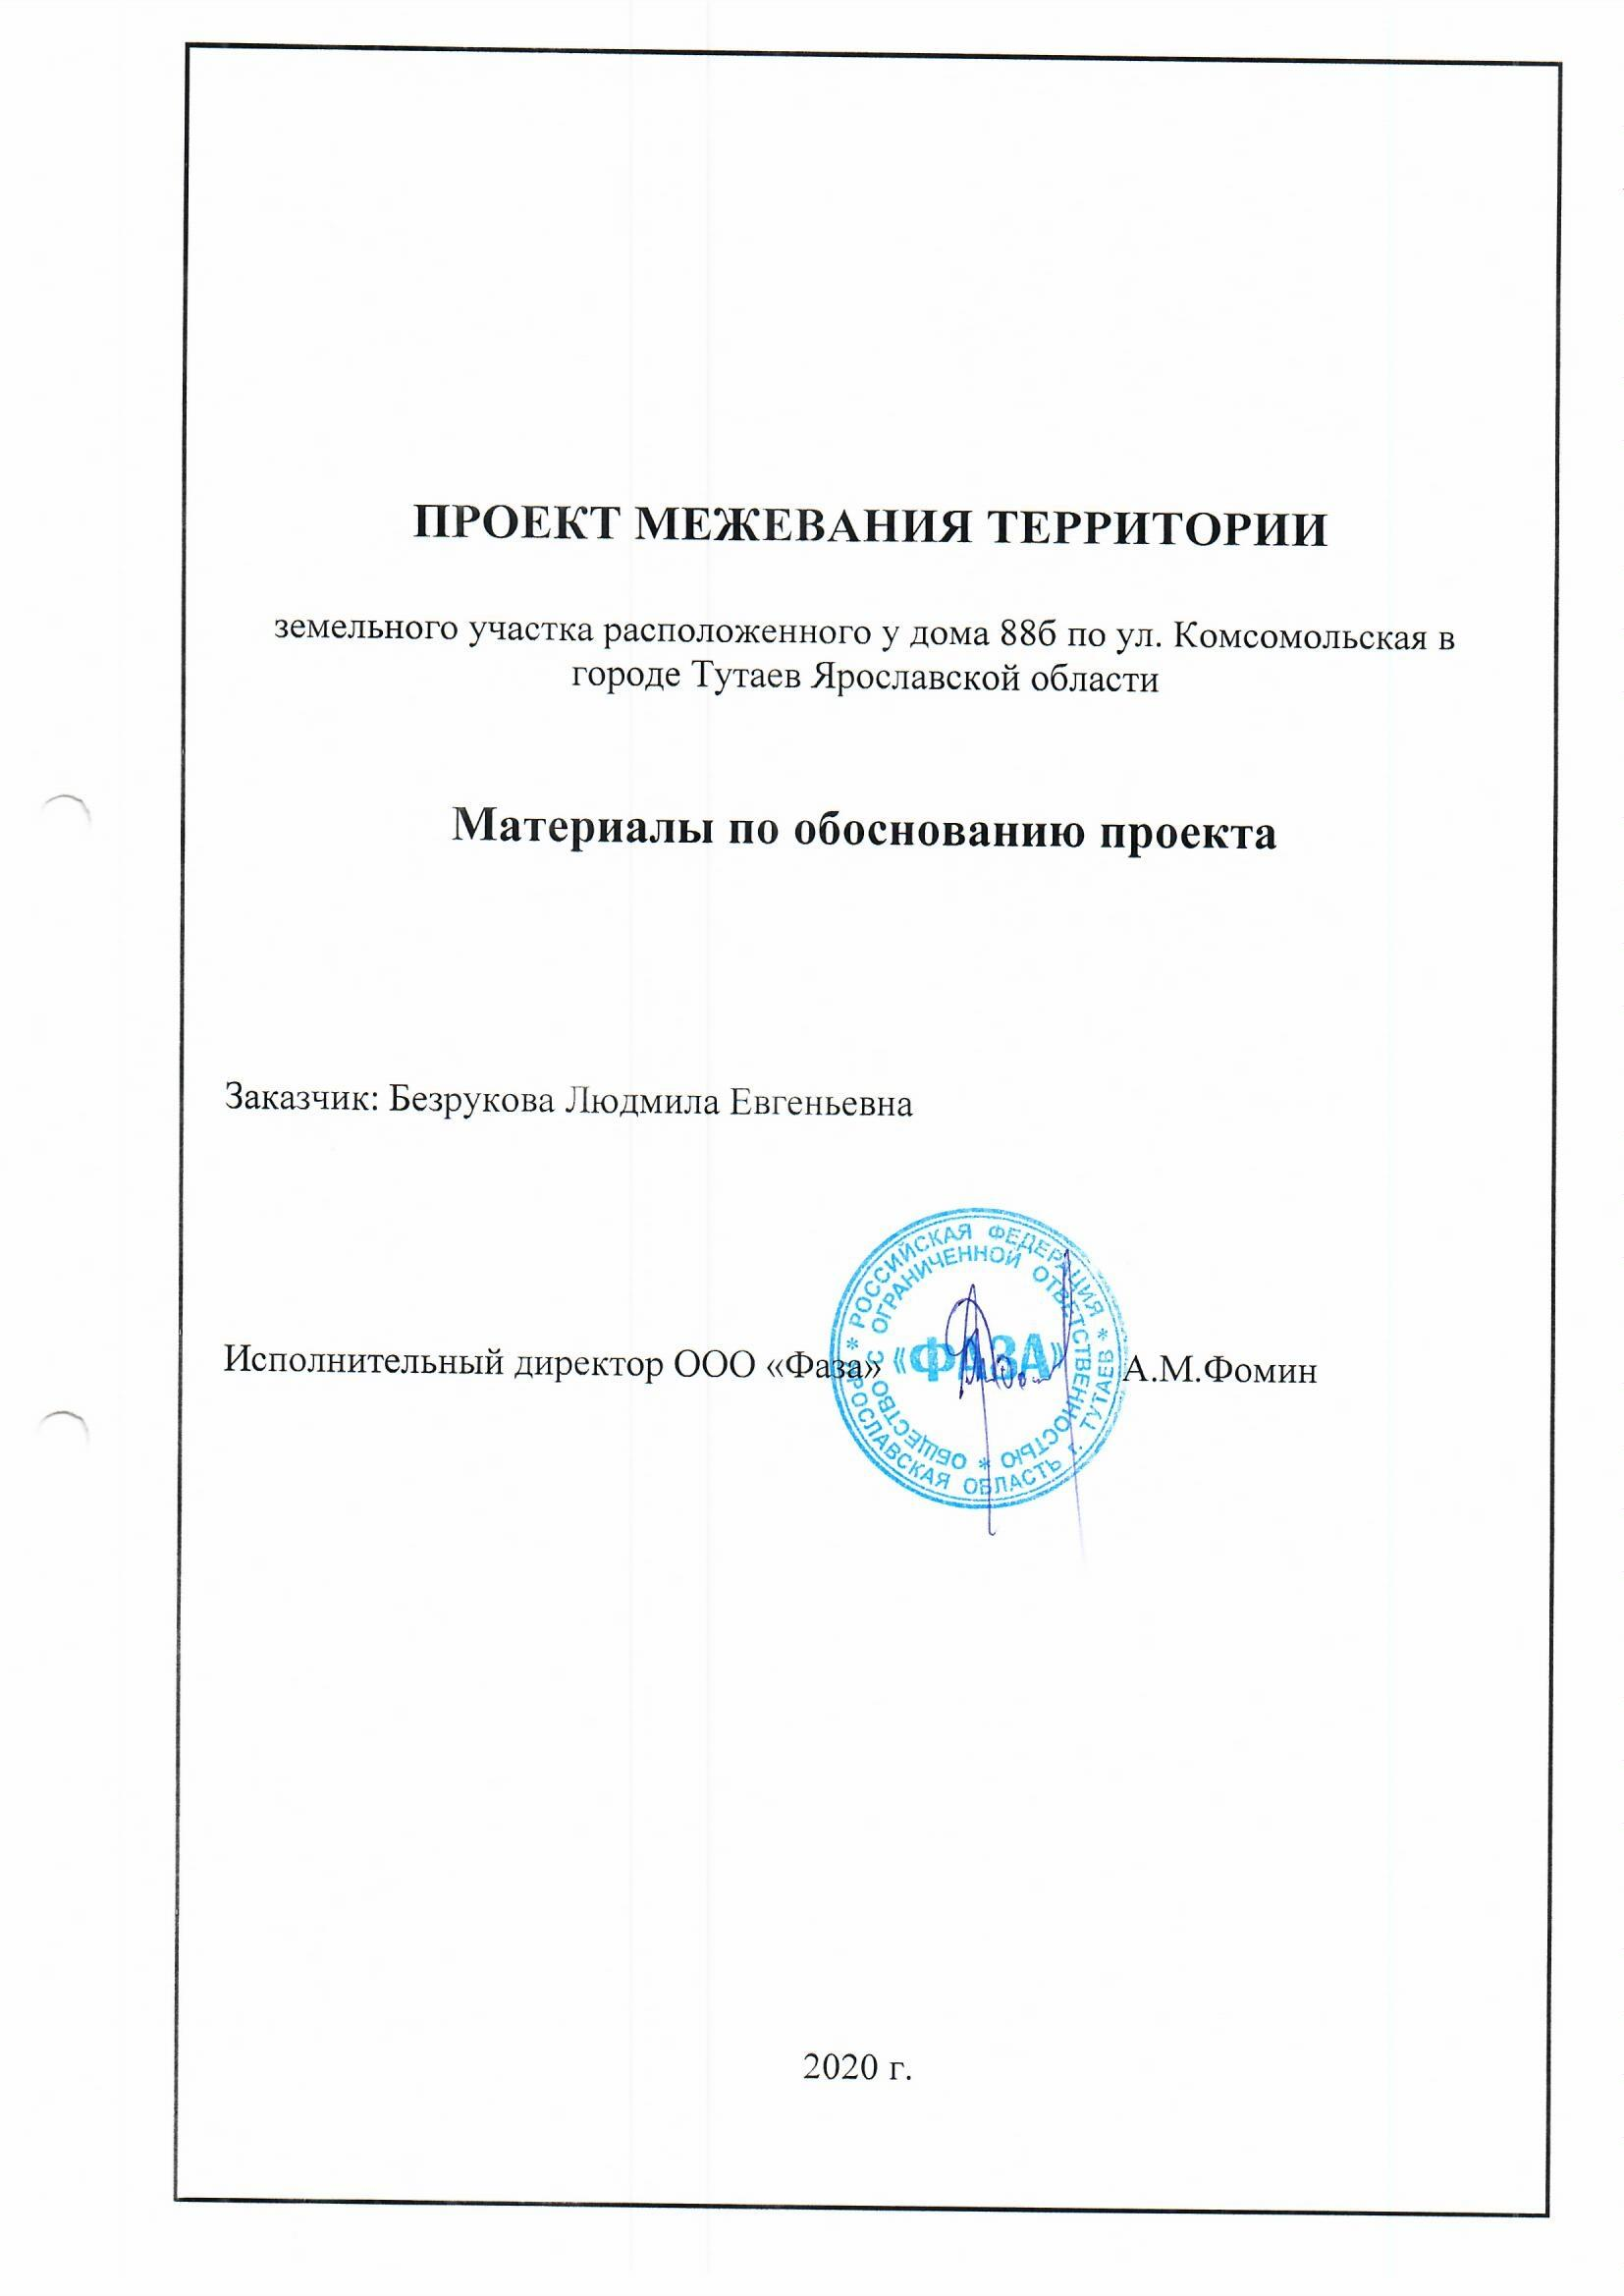 ПРОЕКТ МЕЖЕВАНИЯ ТЕРРИТОРИИ
земельного участка расположенного у дома 88б по ул. Комсомольская в
городе Тутаев Ярославской области
Материалы по обоснованию проекта
Заказчик: Безрукова Людмила Евгеньевна
Исполнительный директор ООО «Фаза»
А.М.Фомин
* РОССИЙСКАЯ ФЕДЕРАЦИЯ *
ЯРОСЛАВСКАЯ ОБЛАСТЬ г. ТУТАЕВ
ОБЩЕСТВО С ОГРАНИЧЕННОЙ ОТВЕТСТВЕННОСТЬЮ *
«ФАЗА»
2020 г.